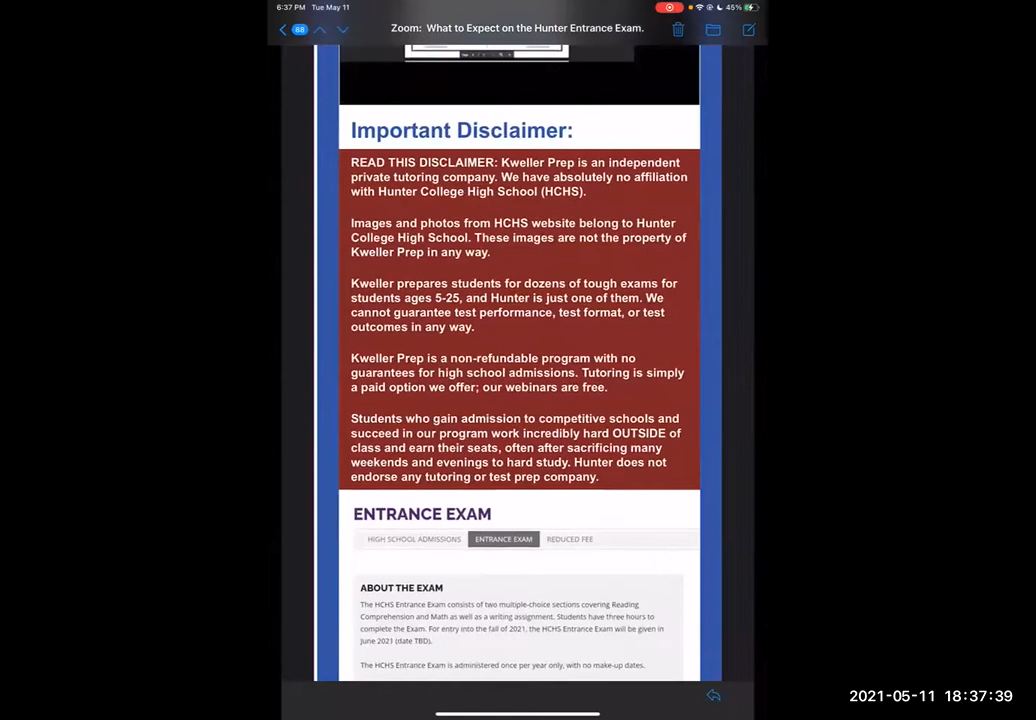 6:37 PM Tue May 11
45%
68
Zoom: What to Expect on the Hunter Entrance Exam.
Important Disclaimer:
READ THIS DISCLAIMER: Kweller Prep is an independent
private tutoring company. We have absolutely no affiliation
with Hunter College High School (HCHS).
Images and photos from HCHS website belong to Hunter
College High School. These images are not the property of
Kweller Prep in any way.
Kweller prepares students for dozens of tough exams for
students ages 5-25, and Hunter is just one of them. We
cannot guarantee test performance, test format, or test
outcomes in any way.
Kweller Prep is a non-refundable program with no
guarantees for high school admissions. Tutoring is simply
a paid option we offer; our webinars are free.
Students who gain admission to competitive schools and
succeed in our program work incredibly hard OUTSIDE of
class and earn their seats, often after sacrificing many
weekends and evenings to hard study. Hunter does not
endorse any tutoring or test prep company.
ENTRANCE EXAM
HIGH SCHOOL ADMISSIONS ENTRANCE EXAM REDUCED FEE
ABOUT THE EXAM
The HCHS Entrance Exam consists of two multiple-choice sections covering Reading
Comprehension and Math as well as a writing assignment. Students have three hours to
complete the Exam. For entry into the fall of 2021, the HCHS Entrance Exam will be given in
June 2021 (date TBD).
The HCHS Entrance Exam is administered once per year only, with no make-up dates.
2021-05-11 18:37:39